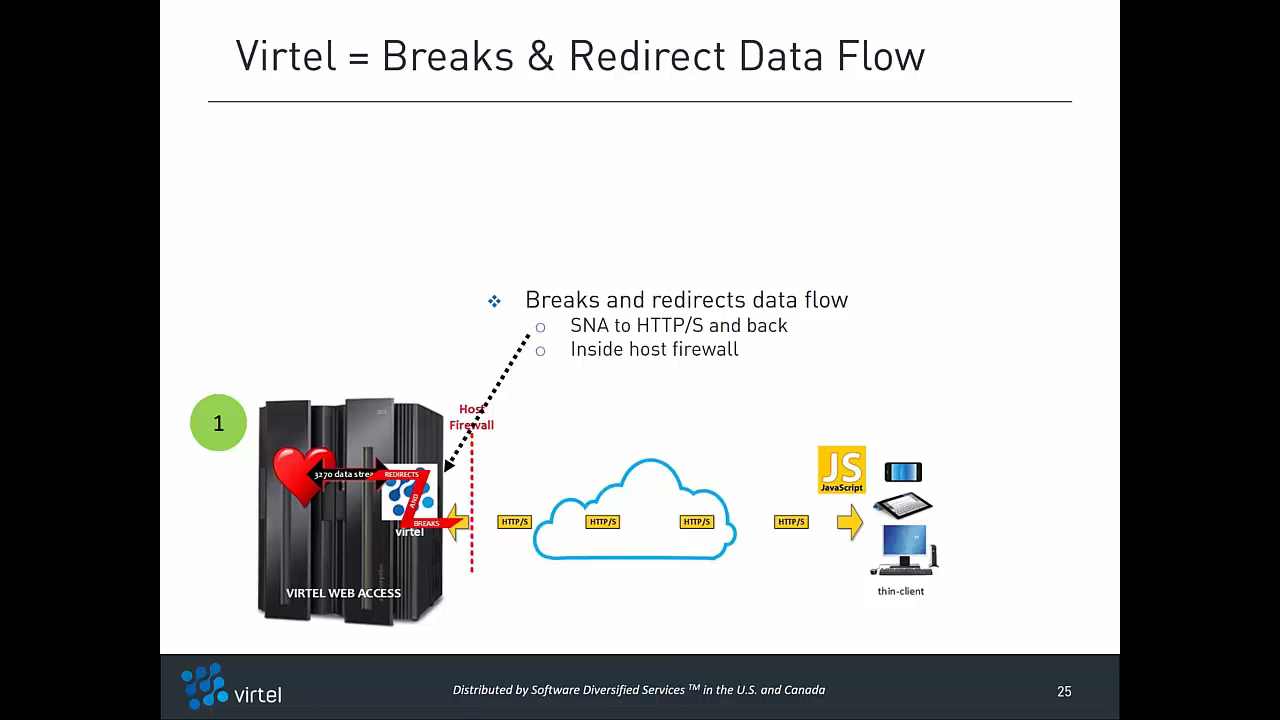 Virtel = Breaks & Redirect Data Flow
Breaks and redirects data flow
SNA to HTTP/S and back
Inside host firewall
1
Host
Firewall
3270 data strea
REDIRECTS
AND
BREAKS
virtel
VIRTEL WEB ACCESS
HTTP/S
HTTP/S
HTTP/S
HTTP/S
JS
JavaScript
thin-client
virtel
Distributed by Software Diversified Services TM in the U.S. and Canada
25